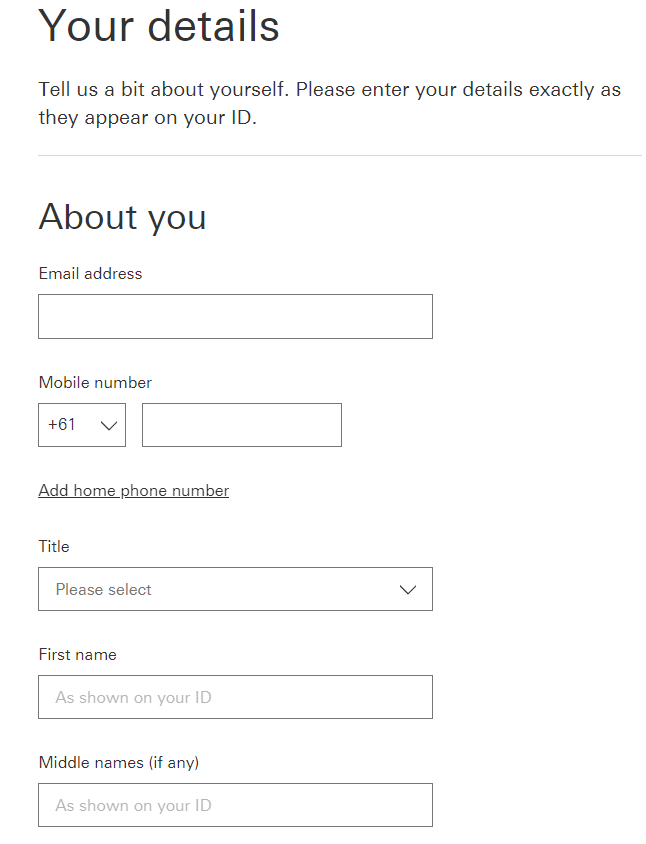 Your details
Tell us a bit about yourself. Please enter your details exactly as
they appear on your ID.
About you
Email address
Mobile number
+61
Add home phone number
Title
Please select
First name
As shown on your ID
Middle names (if any)
As shown on your ID